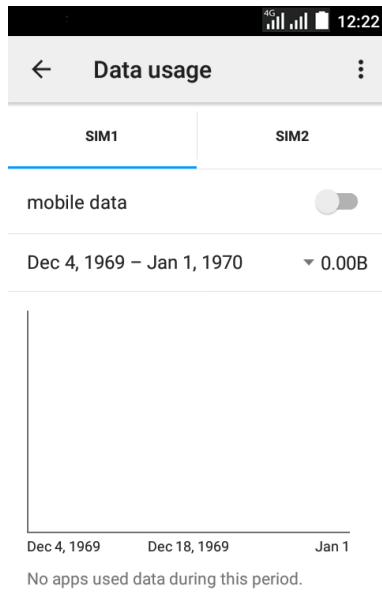 4G 12:22
Data usage
SIM1 SIM2
mobile data
Dec 4, 1969 – Jan 1, 1970 0.00B
Dec 4, 1969 Dec 18, 1969 Jan 1
No apps used data during this period.